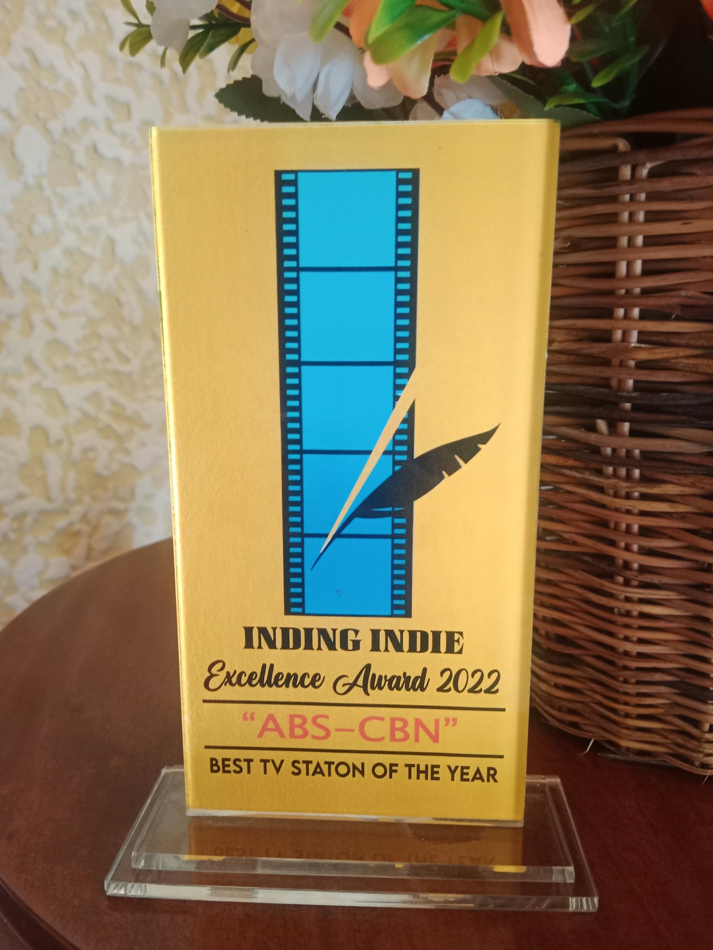 INDING INDIE
Excellence Award 2022
“ABS-CBN”
BEST TV STATON OF THE YEAR